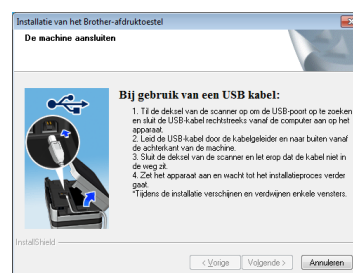 Installatie van het Brother-afdruktoestel
De machine aansluiten
Bij gebruik van een USB kabel:
1. Til de deksel van de scanner op om de USB-poort op te zoeken
en sluit de USB-kabel rechtstreeks vanaf de computer aan op het
apparaat.
2. Leid de USB-kabel door de kabelgeleider en naar buiten vanaf
de achterkant van de machine.
3. Sluit de deksel van de scanner en let erop dat de kabel niet in
de weg zit.
4. Zet het apparaat aan en wacht tot het installatieproces verder
gaat.
*Tijdens de installatie verschijnen en verdwijnen enkele vensters.
InstallShield
< Vorige
Volgende >
Annuleren